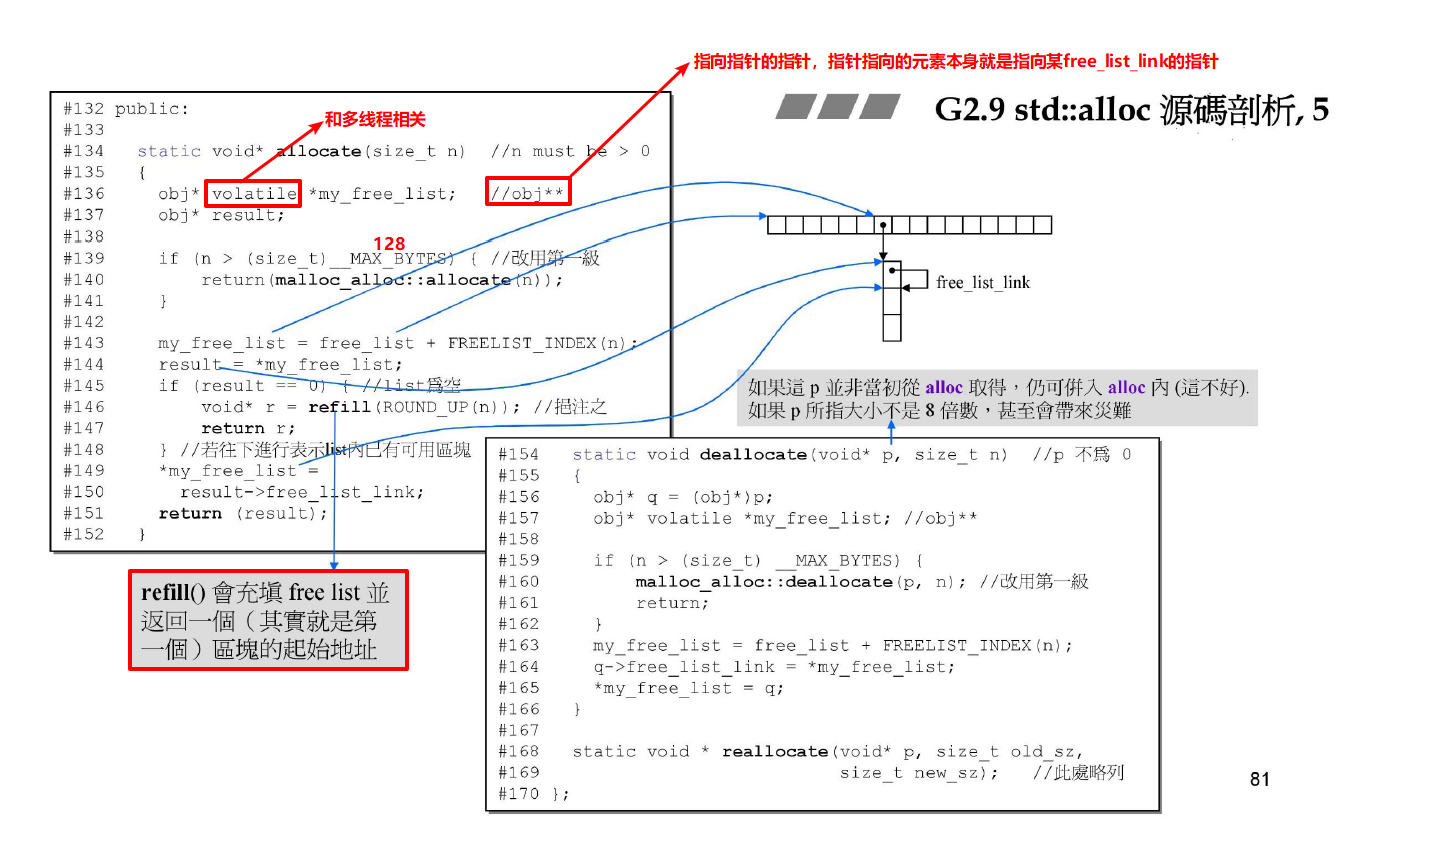 指向指针的指针，指针指向的元素本身就是指向某free_list_link的指针
G2.9 std::alloc 源碼剖析, 5
和多线程相关
#132 public:
#133
#134 static void* allocate(size_t n) //n must be > 0
#135 {
#136 obj* volatile *my_free_list; //obj**
#137 obj* result;
#138
128
#139 if (n > (size_t)__MAX_BYTES) { //改用第一級
#140 return(malloc_alloc::allocate(n));
#141 }
#142
#143 my_free_list = free_list + FREELIST_INDEX(n);
#144 result = *my_free_list;
#145 if (result == 0) { //list爲空
#146 void* r = refill(ROUND_UP(n)); //挹注之
#147 return r;
#148 } //若往下進行表示list內已有可用區塊
#149 *my_free_list =
#150 result->free_list_link;
#151 return (result);
#152 }
free_list_link
如果這 p 並非當初從 alloc 取得，仍可併入 alloc 內 (這不好).
如果 p 所指大小不是 8 倍數，甚至會帶來災難
refill() 會充填 free list 並
返回一個（其實就是第
一個）區塊的起始地址
#154 static void deallocate(void* p, size_t n) //p 不爲 0
#155 {
#156 obj* q = (obj*)p;
#157 obj* volatile *my_free_list; //obj**
#158
#159 if (n > (size_t) __MAX_BYTES) {
#160 malloc_alloc::deallocate(p, n); //改用第一級
#161 return;
#162 }
#163 my_free_list = free_list + FREELIST_INDEX(n);
#164 q->free_list_link = *my_free_list;
#165 *my_free_list = q;
#166 }
#167
#168 static void * reallocate(void* p, size_t old_sz,
#169 size_t new_sz); //此處略列
#170 };
81